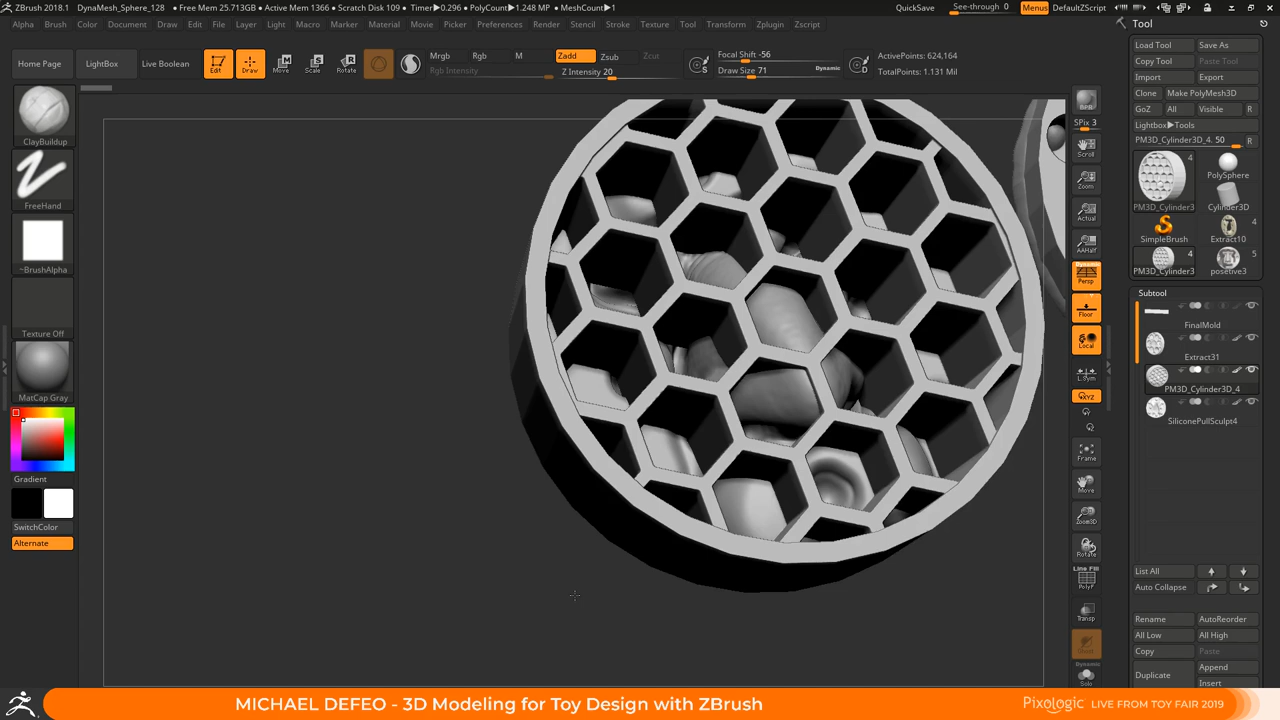 ZBrush 2018.1 DynaMesh_Sphere_128 • Free Mem 25.713GB • Active Mem 1366 • Scratch Disk 109 • Timer▶0.296 • PolyCount▶1.248 MP • MeshCount▶1 QuickSave See-through 0 Menus DefaultZScript
Alpha Brush Color Document Draw Edit File Layer Light Macro Marker Material Movie Picker Preferences Render Stencil Stroke Texture Tool Transform Zplugin Zscript
Home Page LightBox Live Boolean Edit Draw Move Scale Rotate
Mrgb Rgb M Zadd Zsub Zcut
Rgb Intensity Z Intensity 20
Focal Shift -56
Draw Size 71 Dynamic
S D
ActivePoints: 624,164
TotalPoints: 1.131 Mil
ClayBuildup
FreeHand
~BrushAlpha
Texture Off
MatCap Gray
Gradient
SwitchColor
Alternate
BPR
SPix 3
Scroll
Zoom
Actual
AAHalf
Dynamic
Persp
Floor
Local
L.Sym
XYZ
Frame
Move
Zoom3D
Rotate
Line Fill
PolyF
Transp
Dynamic
Solo
Tool
Load Tool Save As
Copy Tool Paste Tool
Import Export
Clone Make PolyMesh3D
GoZ All Visible R
Lightbox▶Tools
PM3D_Cylinder3D_4. 50 R
4
PolySphere
PM3D_Cylinder3 Cylinder3D
4
SimpleBrush Extract10
4 5
PM3D_Cylinder3 posetive3
Subtool
FinalMold
Extract31
PM3D_Cylinder3D_4
SiliconePullSculpt4
List All
Auto Collapse
Rename AutoReorder
All Low All High
Copy Paste
Duplicate Append
Insert
MICHAEL DEFEO - 3D Modeling for Toy Design with ZBrush
PIXOLOGIC LIVE FROM TOY FAIR 2019